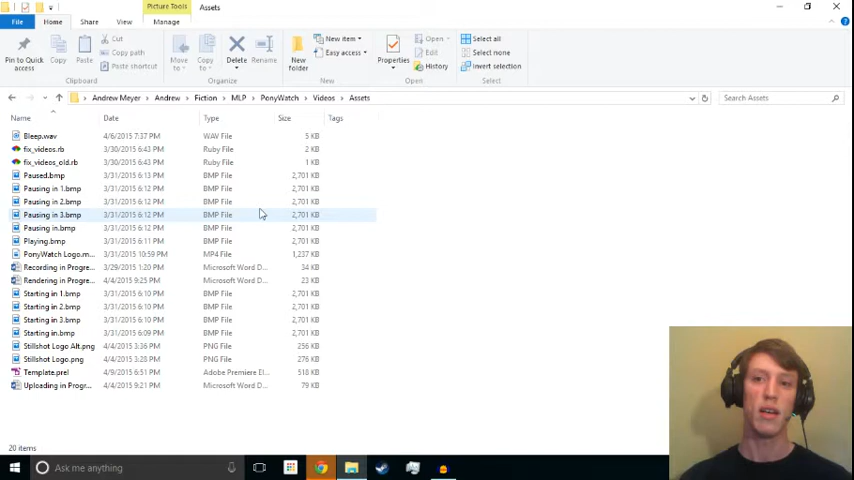 Picture Tools Assets
File Home Share View Manage
Pin to Quick access
Copy
Paste
Cut
Copy path
Paste shortcut
Clipboard
Move to
Copy to
Delete
Rename
Organize
New folder
New item
Easy access
New
Properties
Open
Edit
History
Open
Select all
Select none
Invert selection
Select
Andrew Meyer Andrew Fiction MLP PonyWatch Videos Assets Search Assets
Name Date Type Size Tags
Bleep.wav 4/6/2015 7:37 PM WAV File 5 KB
fix_videos.rb 3/30/2015 6:43 PM Ruby File 2 KB
fix_videos_old.rb 3/30/2015 6:43 PM Ruby File 1 KB
Paused.bmp 3/31/2015 6:13 PM BMP File 2,701 KB
Pausing in 1.bmp 3/31/2015 6:12 PM BMP File 2,701 KB
Pausing in 2.bmp 3/31/2015 6:12 PM BMP File 2,701 KB
Pausing in 3.bmp 3/31/2015 6:12 PM BMP File 2,701 KB
Pausing in.bmp 3/31/2015 6:12 PM BMP File 2,701 KB
Playing.bmp 3/31/2015 6:11 PM BMP File 2,701 KB
PonyWatch Logo.m... 3/31/2015 10:59 PM MP4 File 1,237 KB
Recording in Progre... 3/29/2015 1:20 PM Microsoft Word D... 34 KB
Rendering in Progre... 4/4/2015 9:25 PM Microsoft Word D... 23 KB
Starting in 1.bmp 3/31/2015 6:10 PM BMP File 2,701 KB
Starting in 2.bmp 3/31/2015 6:10 PM BMP File 2,701 KB
Starting in 3.bmp 3/31/2015 6:10 PM BMP File 2,701 KB
Starting in.bmp 3/31/2015 6:09 PM BMP File 2,701 KB
Stillshot Logo Alt.png 4/4/2015 3:36 PM PNG File 256 KB
Stillshot Logo.png 4/4/2015 3:28 PM PNG File 276 KB
Template.prel 4/9/2015 6:51 PM Adobe Premiere El... 518 KB
Uploading in Progr... 4/4/2015 9:21 PM Microsoft Word D... 79 KB
20 items
Ask me anything